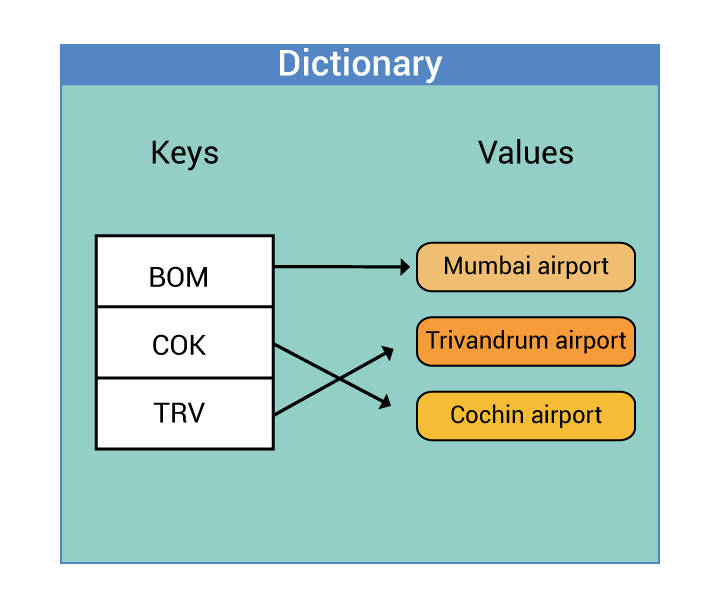 Dictionary
Keys
Values
BOM
Mumbai airport
COK
Trivandrum airport
TRV
Cochin airport